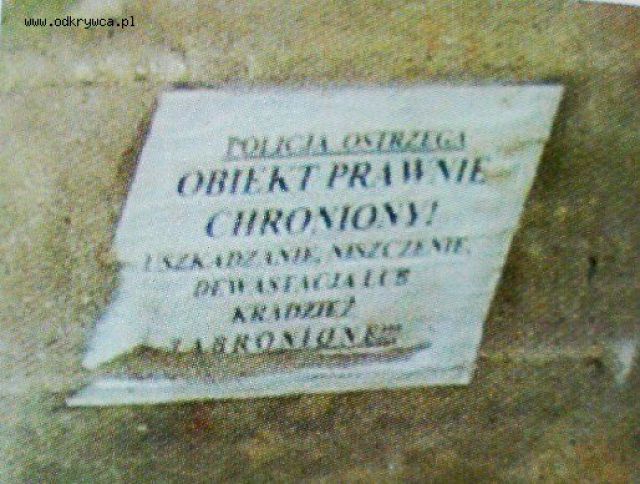 www.odkrywca.pl
POLICJA OSTRZEGA
OBIEKT PRAWNIE
CHRONIONY!
USZKADZANIE, NISZCZENIE,
DEWASTACJA LUB
KRADZIEŻ
ZABRONIONE